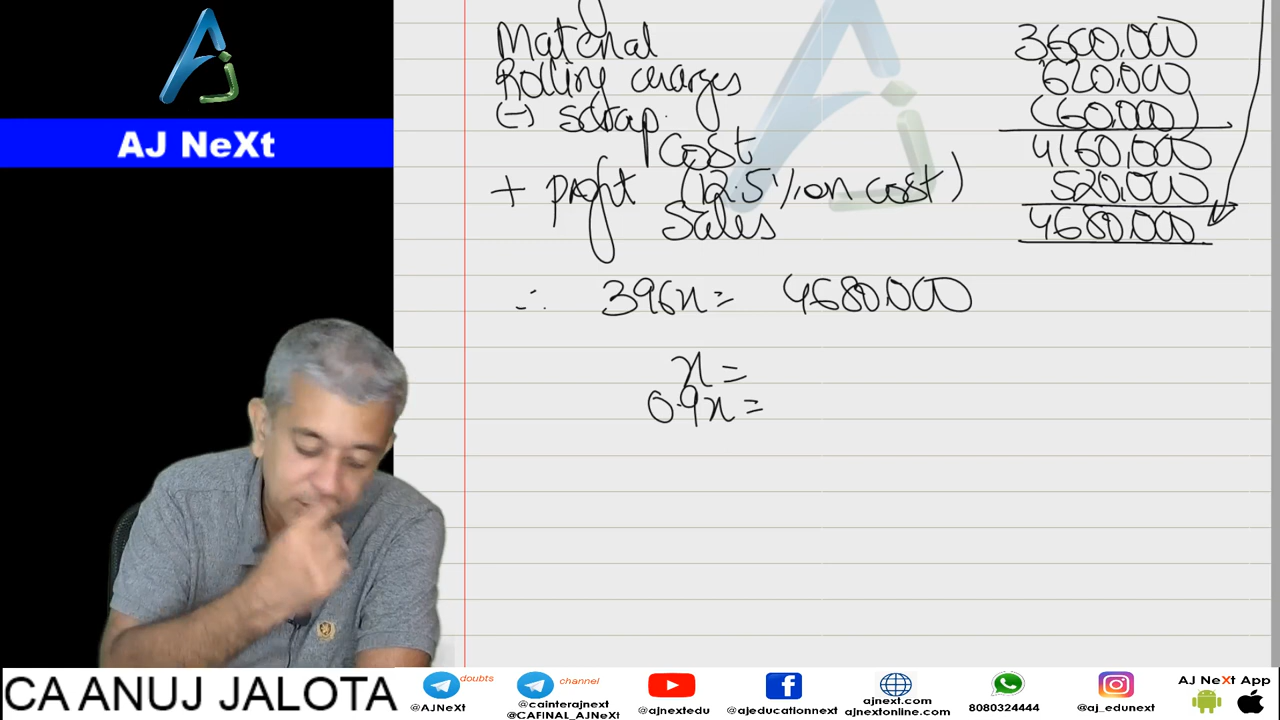 AJ NeXt
Material 3600,000
Rolling charges 620,000
(-) scrap. (60,000)
Cost 4160,000
+ profit (12.5% on cost) 520,000
Sales 4680,000
∴ 396x = 4680000
x =
0.9x =
CA ANUJ JALOTA
doubts
@AJNeXt
channel
@cainterajnext
@CAFINAL_AJNeXt
@ajnextedu
@ajeducationnext
ajnext.com
ajnextonline.com
8080324444
@aj_edunext
AJ NeXt App